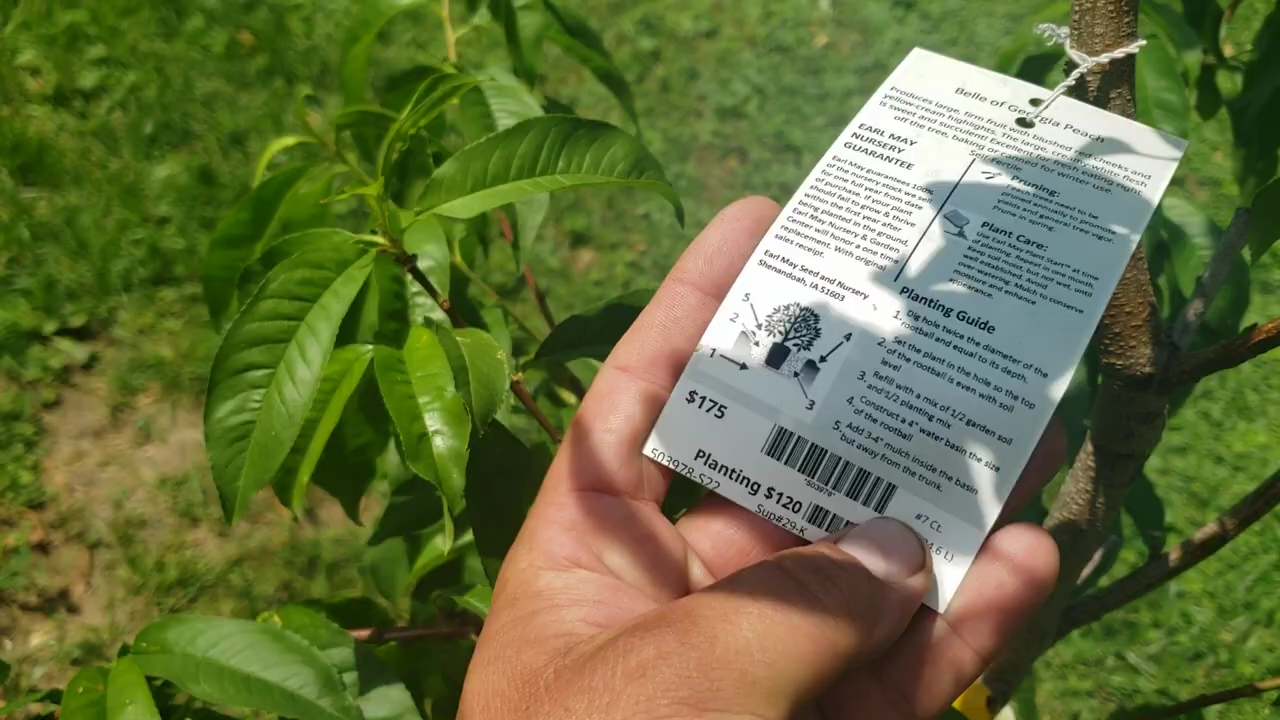 Belle of Georgia Peach
Produces large, firm fruit with blushed red cheeks and
yellow-cream highlights. The large, creamy-white flesh
is sweet and succulent! Excellent for fresh eating right
off the tree, baking or canned for winter use.
Self-fertile
EARL MAY
NURSERY
GUARANTEE
Earl May guarantees 100%
of the nursery stock we sell
for one full year from date
of purchase. If your plant
should fail to grow & thrive
within the first year after
being planted in the ground,
Earl May Nursery & Garden
Center will honor a one time
replacement. With original
sales receipt.
Earl May Seed and Nursery
Shenandoah, IA 51603
Pruning:
Peach trees need to be
pruned annually to promote
yields and general tree vigor.
Prune in spring.
Plant Care:
Use Earl May Plant Start™ at time
of planting. Repeat in one month.
Keep soil moist, but not wet, until
well established. Avoid
over-watering. Mulch to conserve
moisture and enhance
appearance.
Planting Guide
1. Dig hole twice the diameter of the
rootball and equal to its depth.
2. Set the plant in the hole so the top
of the rootball is even with soil
level
3. Refill with a mix of 1/2 garden soil
and 1/2 planting mix
4. Construct a 4" water basin the size
of the rootball
5. Add 3-4" mulch inside the basin
but away from the trunk.
5
2
1
3
$175
*503978*
Planting $120
503978-S22
Sup#29-K
#7 Ct.
6 L)